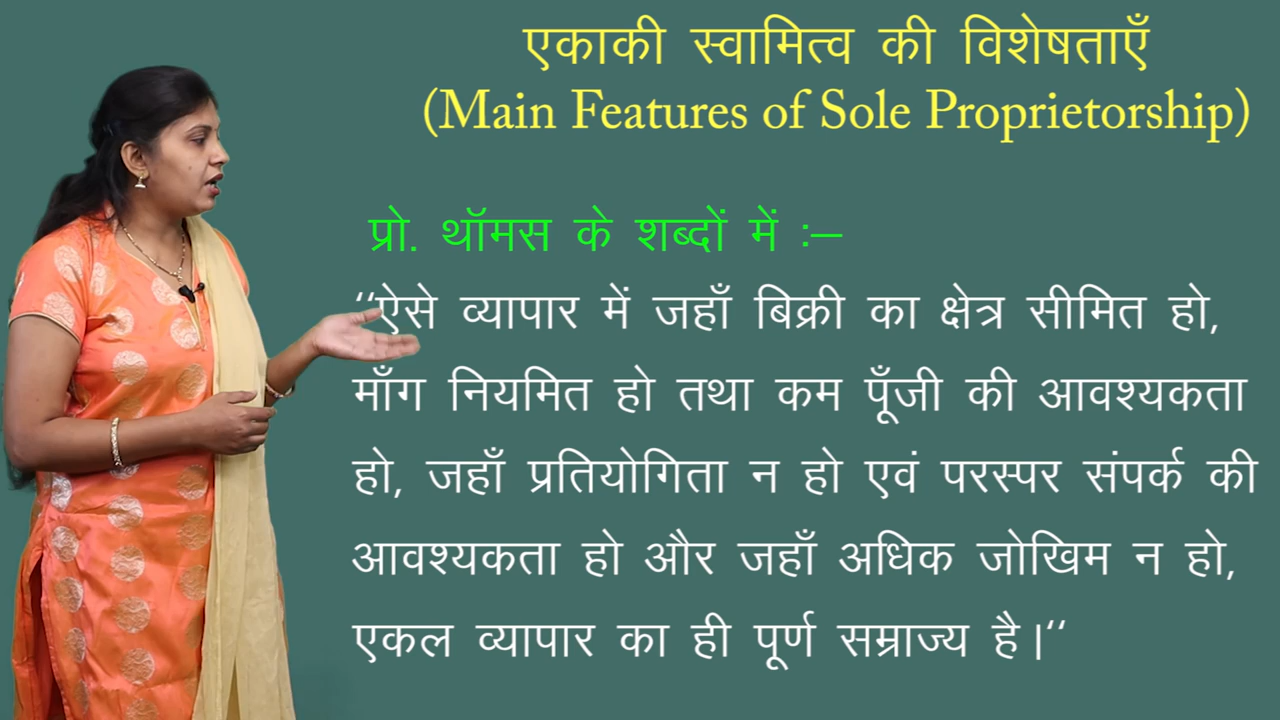 एकाकी स्वामित्व की विशेषताएँ
(Main Features of Sole Proprietorship)
प्रो. थॉमस के शब्दों में :–
‘‘ऐसे व्यापार में जहाँ बिक्री का क्षेत्र सीमित हो,
माँग नियमित हो तथा कम पूँजी की आवश्यकता
हो, जहाँ प्रतियोगिता न हो एवं परस्पर संपर्क की
आवश्यकता हो और जहाँ अधिक जोखिम न हो,
एकल व्यापार का ही पूर्ण सम्राज्य है।‘‘